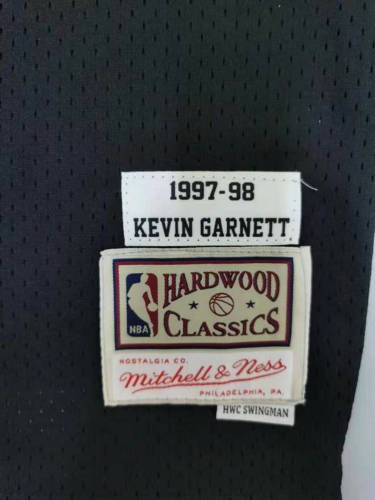 1997-98
KEVIN GARNETT
HARDWOOD
CLASSICS
NBA
NOSTALGIA CO.
Mitchell & Ness
PHILADELPHIA, PA.
HWC SWINGMAN